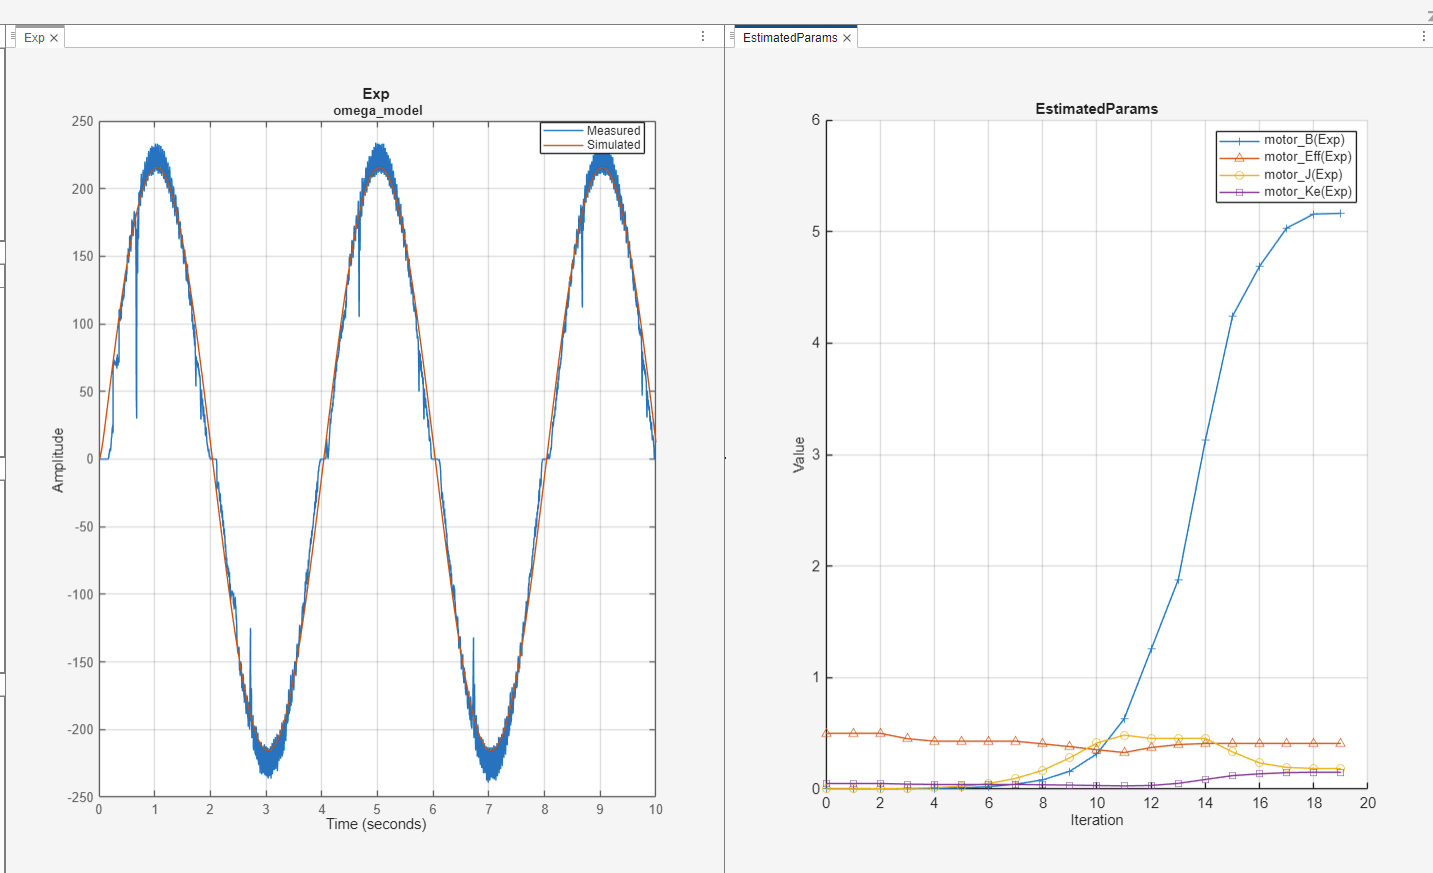 Exp
EstimatedParams
Exp
omega_model
Measured
Simulated
250
200
150
100
50
0
-50
-100
-150
-200
-250
Amplitude
0 1 2 3 4 5 6 7 8 9 10
Time (seconds)
EstimatedParams
motor_B(Exp)
motor_Eff(Exp)
motor_J(Exp)
motor_Ke(Exp)
6
5
4
3
2
1
0
Value
0 2 4 6 8 10 12 14 16 18 20
Iteration